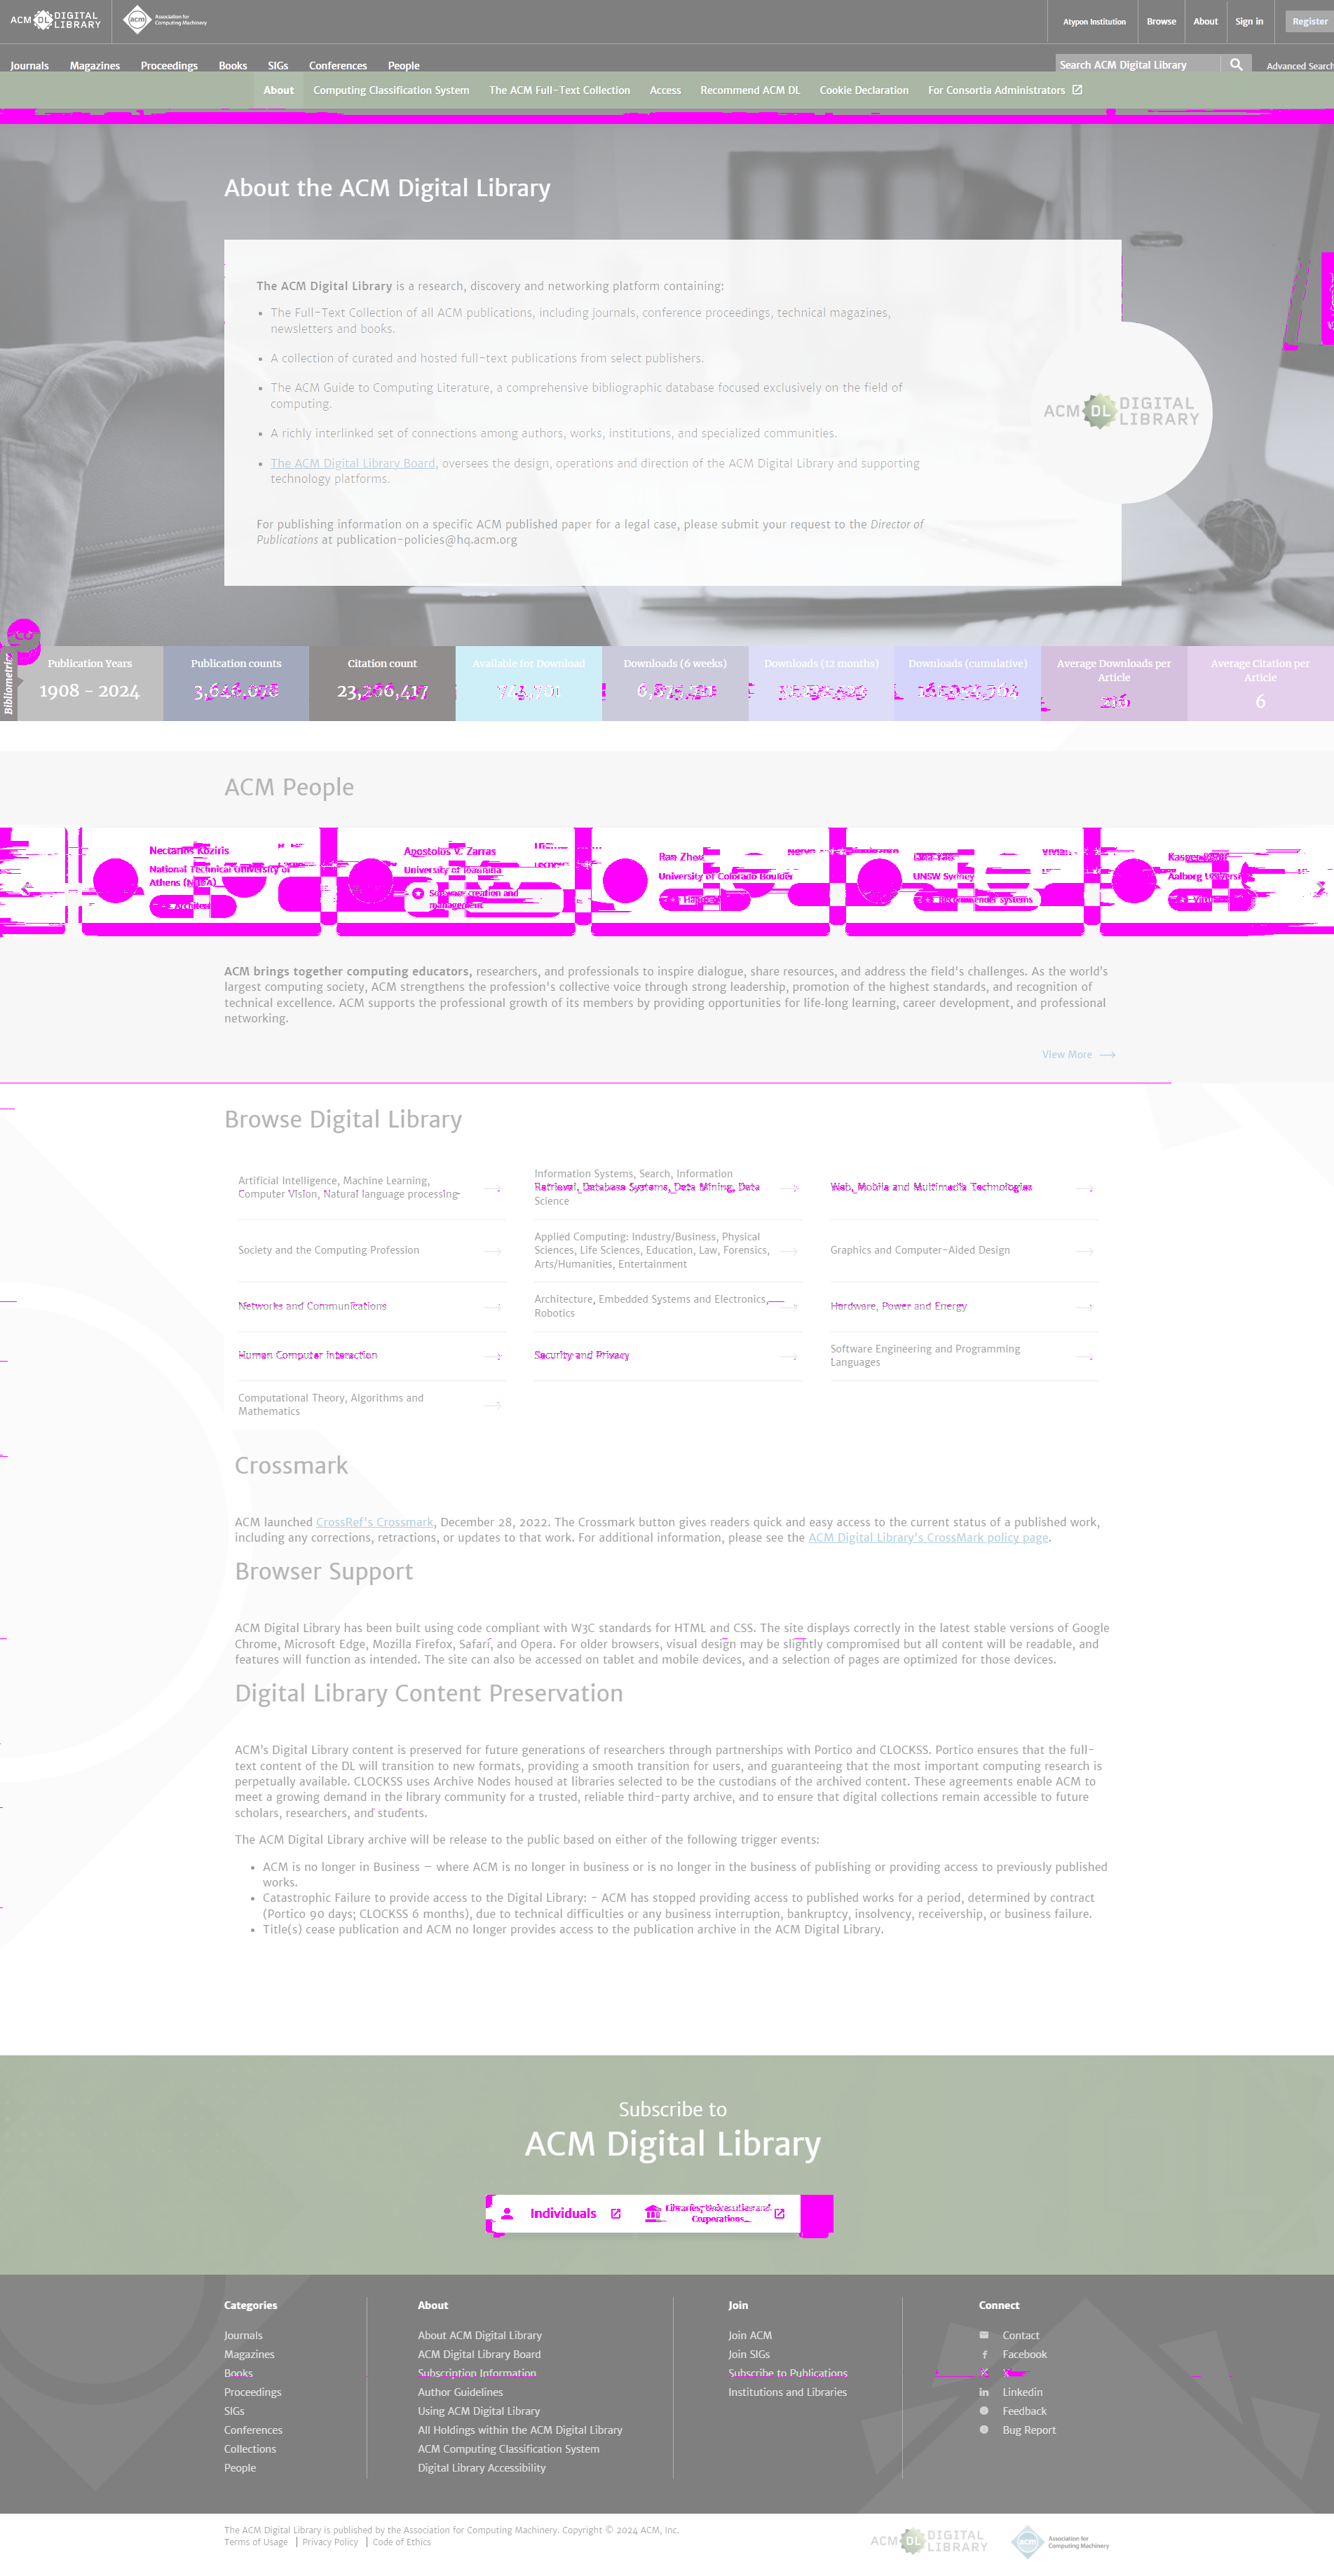 ACM DL DIGITAL LIBRARY
acm Association for Computing Machinery
Atypon Institution
Browse
About
Sign in
Register
Journals
Magazines
Proceedings
Books
SIGs
Conferences
People
Search ACM Digital Library
Advanced Search
About
Computing Classification System
The ACM Full-Text Collection
Access
Recommend ACM DL
Cookie Declaration
For Consortia Administrators
About the ACM Digital Library
The ACM Digital Library is a research, discovery and networking platform containing:
The Full-Text Collection of all ACM publications, including journals, conference proceedings, technical magazines,
newsletters and books.
A collection of curated and hosted full-text publications from select publishers.
The ACM Guide to Computing Literature, a comprehensive bibliographic database focused exclusively on the field of
computing.
A richly interlinked set of connections among authors, works, institutions, and specialized communities.
The ACM Digital Library Board, oversees the design, operations and direction of the ACM Digital Library and supporting
technology platforms.
For publishing information on a specific ACM published paper for a legal case, please submit your request to the Director of
Publications at publication-policies@hq.acm.org
ACM DL DIGITAL LIBRARY
Bibliometrics
Publication Years
1908 - 2024
Publication counts
Citation count
Available for Download
Downloads (6 weeks)
Downloads (12 months)
Downloads (cumulative)
Average Downloads per
Article
Average Citation per
Article
6
ACM People
Nectarios Koziris
National Technical University of
Athens (NTUA)
Apostolos V. Zarras
University of Ioannina
Software creation and
management
Ran Zhou
University of Colorado Boulder
UNSW Sydney
Recommender systems
Aalborg University
ACM brings together computing educators, researchers, and professionals to inspire dialogue, share resources, and address the field's challenges. As the world's
largest computing society, ACM strengthens the profession's collective voice through strong leadership, promotion of the highest standards, and recognition of
technical excellence. ACM supports the professional growth of its members by providing opportunities for life-long learning, career development, and professional
networking.
View More
Browse Digital Library
Artificial Intelligence, Machine Learning,
Computer Vision, Natural language processing
Information Systems, Search, Information
Retrieval, Database Systems, Data Mining, Data
Science
Web, Mobile and Multimedia Technologies
Society and the Computing Profession
Applied Computing: Industry/Business, Physical
Sciences, Life Sciences, Education, Law, Forensics,
Arts/Humanities, Entertainment
Graphics and Computer-Aided Design
Networks and Communications
Architecture, Embedded Systems and Electronics,
Robotics
Hardware, Power and Energy
Human Computer Interaction
Security and Privacy
Software Engineering and Programming
Languages
Computational Theory, Algorithms and
Mathematics
Crossmark
ACM launched CrossRef's Crossmark, December 28, 2022. The Crossmark button gives readers quick and easy access to the current status of a published work,
including any corrections, retractions, or updates to that work. For additional information, please see the ACM Digital Library's CrossMark policy page.
Browser Support
ACM Digital Library has been built using code compliant with W3C standards for HTML and CSS. The site displays correctly in the latest stable versions of Google
Chrome, Microsoft Edge, Mozilla Firefox, Safari, and Opera. For older browsers, visual design may be slightly compromised but all content will be readable, and
features will function as intended. The site can also be accessed on tablet and mobile devices, and a selection of pages are optimized for those devices.
Digital Library Content Preservation
ACM's Digital Library content is preserved for future generations of researchers through partnerships with Portico and CLOCKSS. Portico ensures that the full-
text content of the DL will transition to new formats, providing a smooth transition for users, and guaranteeing that the most important computing research is
perpetually available. CLOCKSS uses Archive Nodes housed at libraries selected to be the custodians of the archived content. These agreements enable ACM to
meet a growing demand in the library community for a trusted, reliable third-party archive, and to ensure that digital collections remain accessible to future
scholars, researchers, and students.
The ACM Digital Library archive will be release to the public based on either of the following trigger events:
ACM is no longer in Business – where ACM is no longer in business or is no longer in the business of publishing or providing access to previously published
works.
Catastrophic Failure to provide access to the Digital Library: - ACM has stopped providing access to published works for a period, determined by contract
(Portico 90 days; CLOCKSS 6 months), due to technical difficulties or any business interruption, bankruptcy, insolvency, receivership, or business failure.
Title(s) cease publication and ACM no longer provides access to the publication archive in the ACM Digital Library.
Subscribe to
ACM Digital Library
Individuals
Libraries, Universities and
Corporations
Categories
Journals
Magazines
Books
Proceedings
SIGs
Conferences
Collections
People
About
About ACM Digital Library
ACM Digital Library Board
Subscription Information
Author Guidelines
Using ACM Digital Library
All Holdings within the ACM Digital Library
ACM Computing Classification System
Digital Library Accessibility
Join
Join ACM
Join SIGs
Subscribe to Publications
Institutions and Libraries
Connect
Contact
Facebook
Linkedin
Feedback
Bug Report
The ACM Digital Library is published by the Association for Computing Machinery. Copyright © 2024 ACM, Inc.
Terms of Usage
Privacy Policy
Code of Ethics
ACM DL DIGITAL LIBRARY
acm Association for Computing Machinery